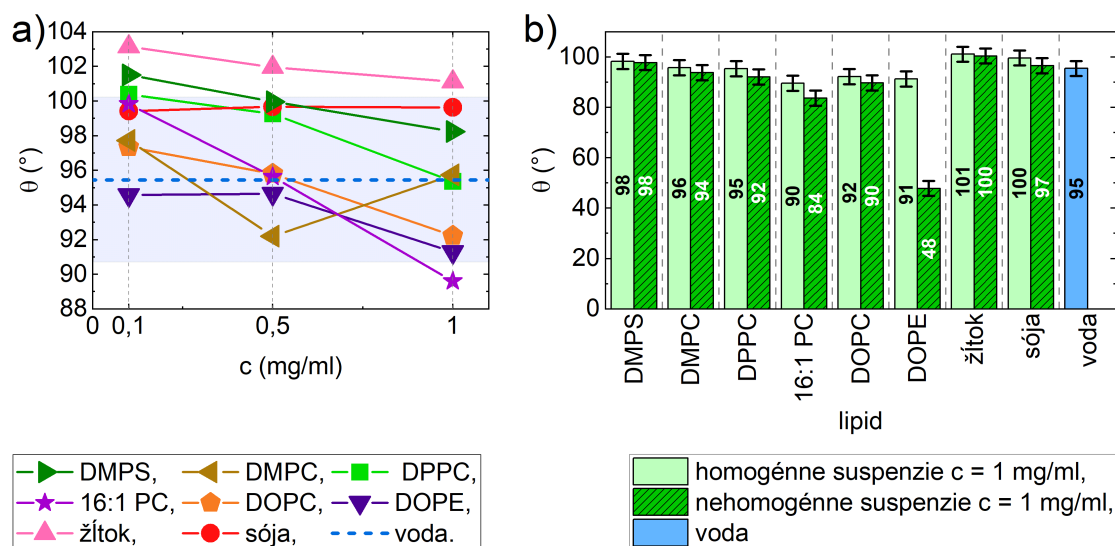 a)
104
102
100
98
96
94
92
90
88
θ (°)
0 0,1 0,5 1
c (mg/ml)
DMPS, DMPC, DPPC,
16:1 PC, DOPC, DOPE,
žĺtok, sója, voda.
b)
100
80
60
40
20
0
θ (°)
98 98 96 94 95 92 90 84 92 90 91 48 101 100 100 97 95
DMPS DMPC DPPC 16:1 PC DOPC DOPE žĺtok sója voda
lipid
homogénne suspenzie c = 1 mg/ml,
nehomogénne suspenzie c = 1 mg/ml,
voda